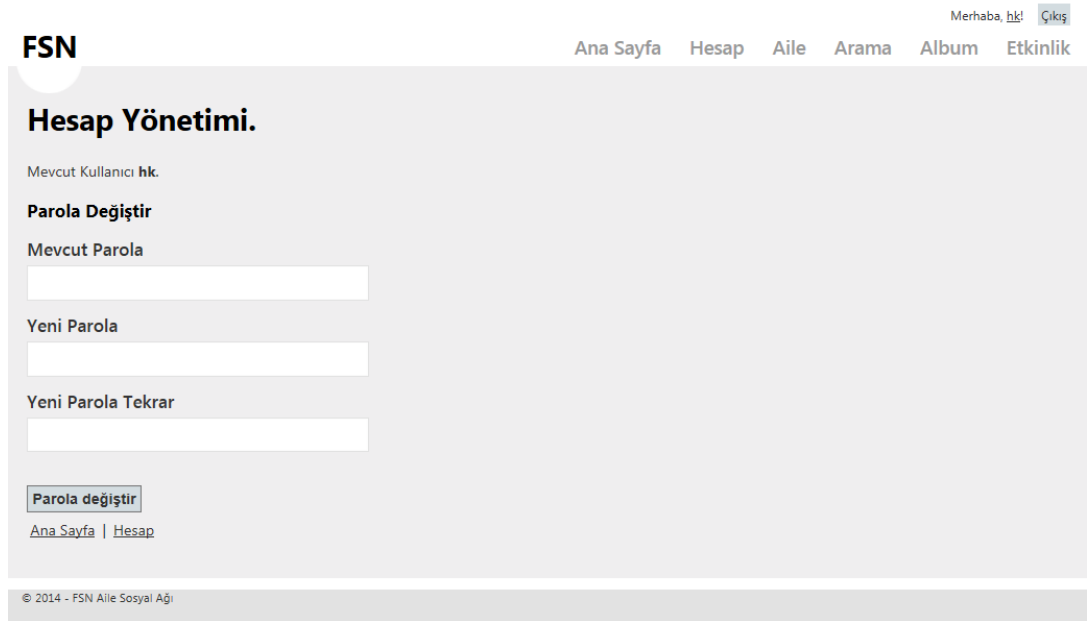 Merhaba, hk! Çıkış
FSN
Ana Sayfa Hesap Aile Arama Album Etkinlik
Hesap Yönetimi.
Mevcut Kullanıcı hk.
Parola Değiştir
Mevcut Parola
Yeni Parola
Yeni Parola Tekrar
Parola değiştir
Ana Sayfa | Hesap
© 2014 - FSN Aile Sosyal Ağı